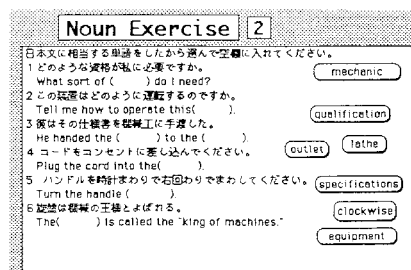 Noun Exercise 2
日本文に相当する単語をしたから選んで空欄に入れてください。
1 どのような資格が私に必要ですか。
What sort of ( ) do I need?
2 この装置はどのように運転するのですか。
Tell me how to operate this( ).
3 彼はその仕様書を機械工に手渡した。
He handed the ( ) to the ( ).
4 コードをコンセントに差し込んでください。
Plug the cord into the( ).
5 ハンドルを時計まわりで右回わりでまわしてください。
Turn the handle ( ).
6 旋盤は機械の王様とよばれる。
The( ) is called the "king of machines."
mechanic
qualification
outlet
lathe
specifications
clockwise
equipment